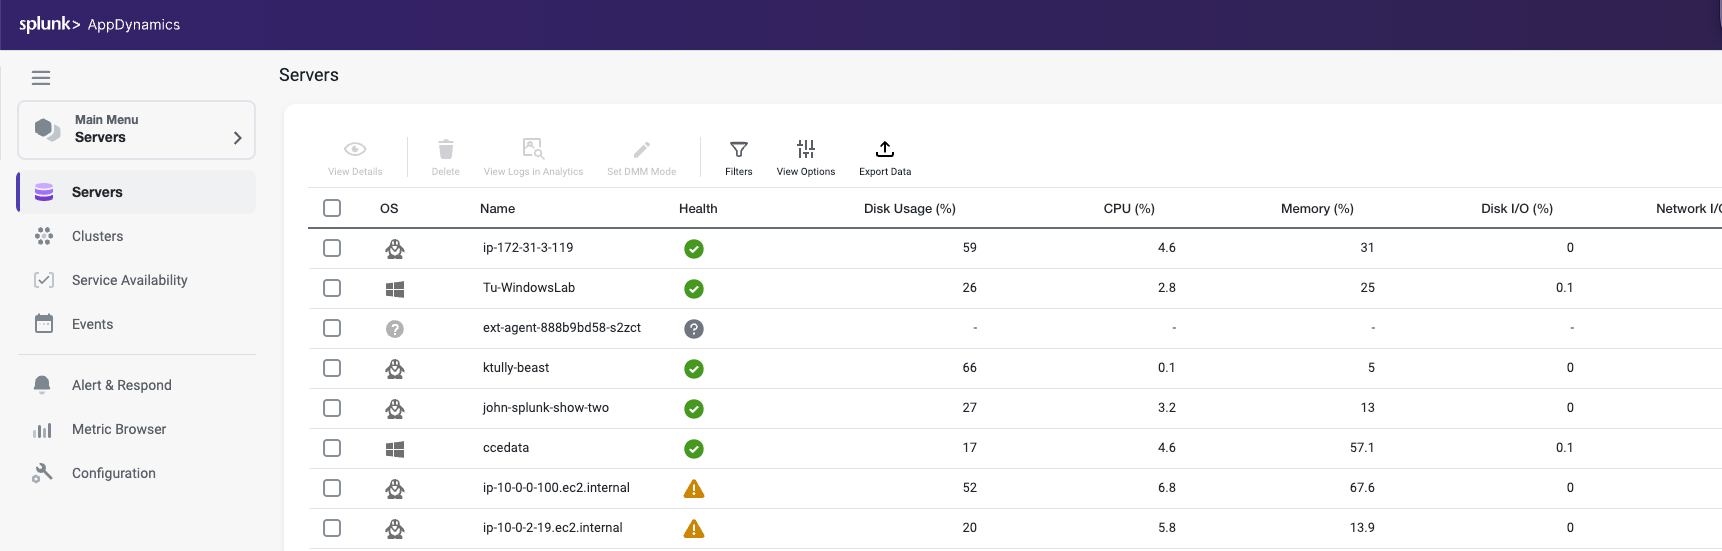 splunk> AppDynamics
Servers
Main Menu
Servers
Servers
Clusters
Service Availability
Events
Alert & Respond
Metric Browser
Configuration
View Details Delete View Logs in Analytics Set DMM Mode Filters View Options Export Data
OS Name Health Disk Usage (%) CPU (%) Memory (%) Disk I/O (%) Network I/
ip-172-31-3-119 59 4.6 31 0
Tu-WindowsLab 26 2.8 25 0.1
? ext-agent-888b9bd58-s2zct ? - - - -
ktully-beast 66 0.1 5 0
john-splunk-show-two 27 3.2 13 0
ccedata 17 4.6 57.1 0.1
ip-10-0-0-100.ec2.internal 52 6.8 67.6 0
ip-10-0-2-19.ec2.internal 20 5.8 13.9 0